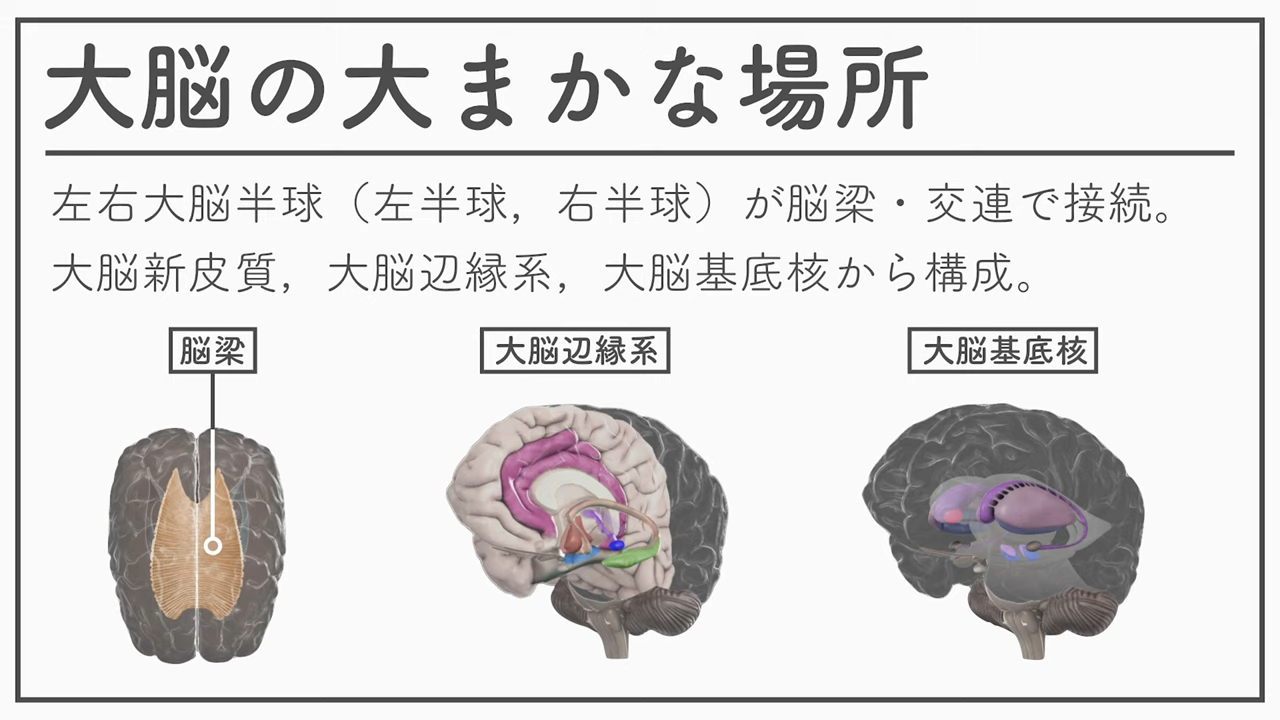 大脳の大まかな場所
左右大脳半球（左半球，右半球）が脳梁・交連で接続。
大脳新皮質，大脳辺縁系，大脳基底核から構成。
脳梁
大脳辺縁系
大脳基底核